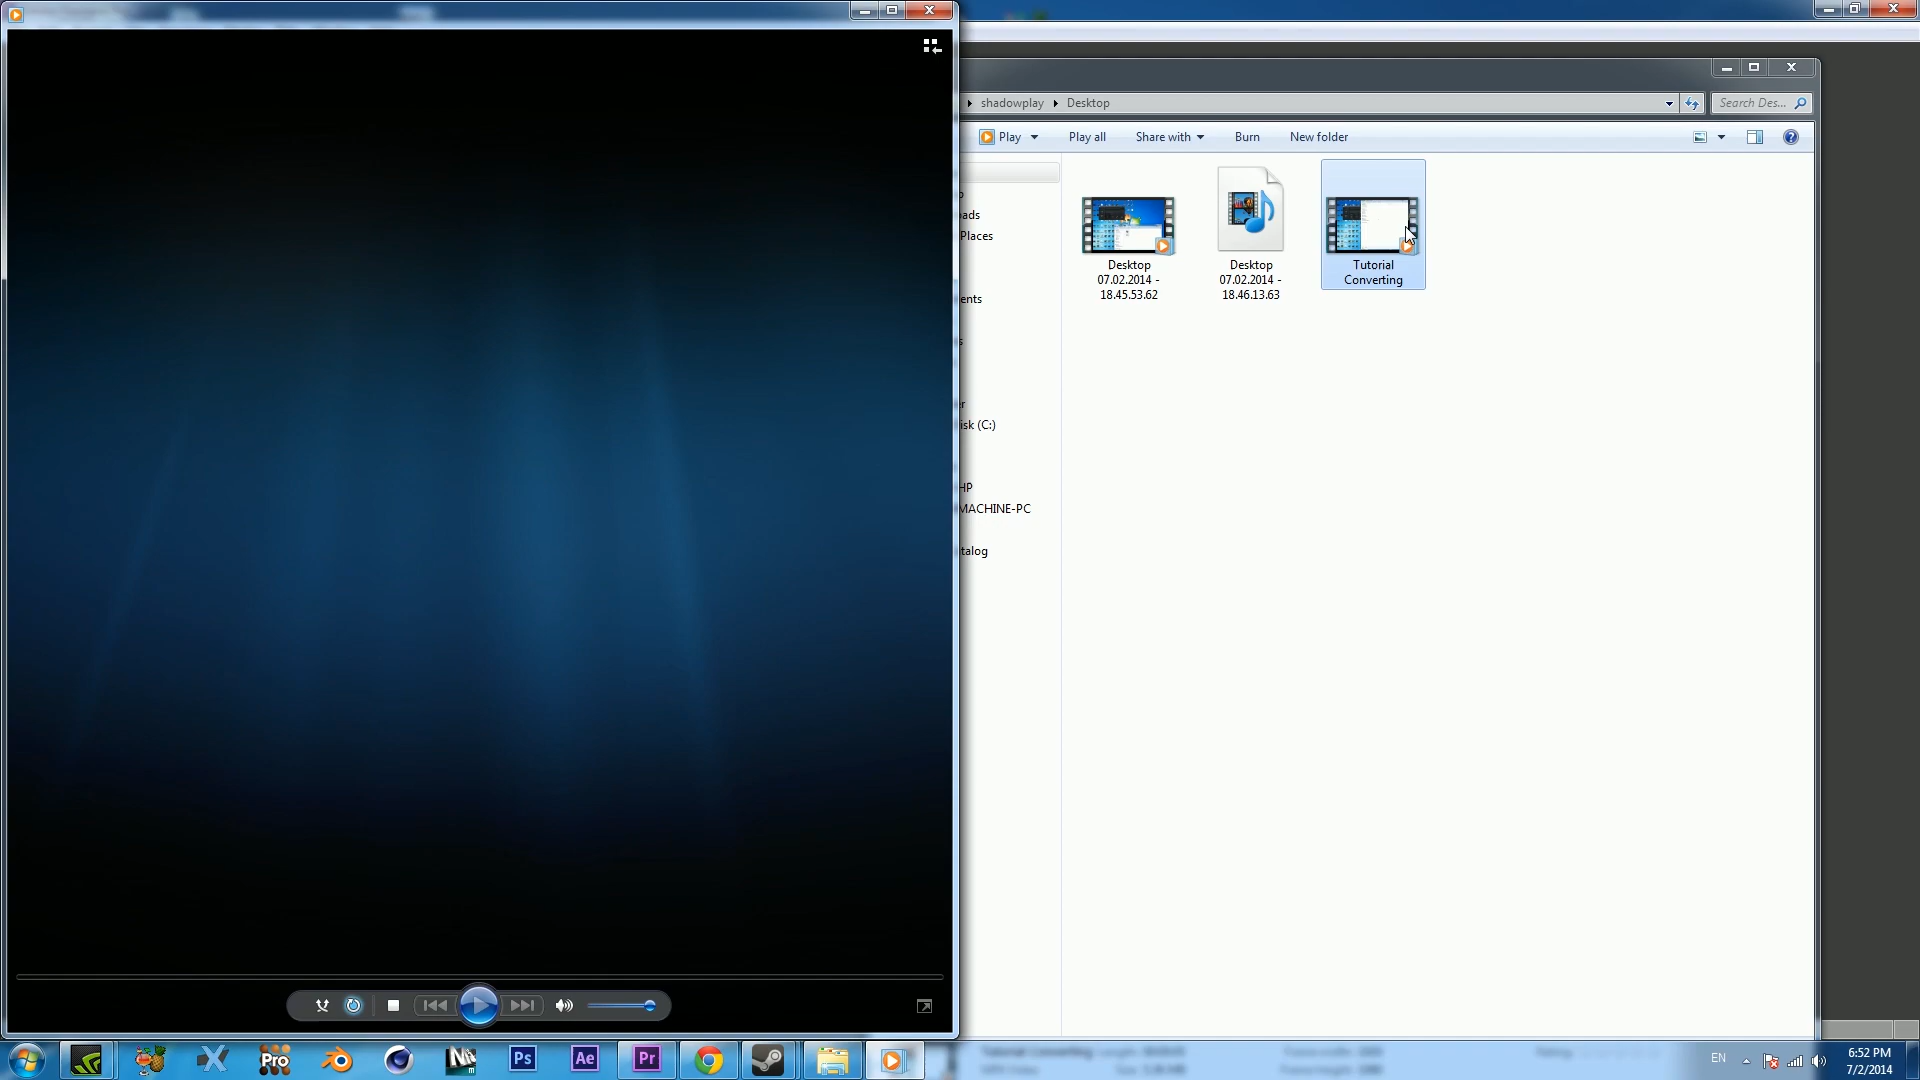 shadowplay Desktop
Search Des...
Play
Play all
Share with
Burn
New folder
ads
Places
ents
s
er
isk (C:)
HP
MACHINE-PC
talog
Desktop
07.02.2014 -
18.45.53.62
Desktop
07.02.2014 -
18.46.13.63
Tutorial
Converting
Pro
Ps
Ae
Pr
EN
6:52 PM
7/2/2014